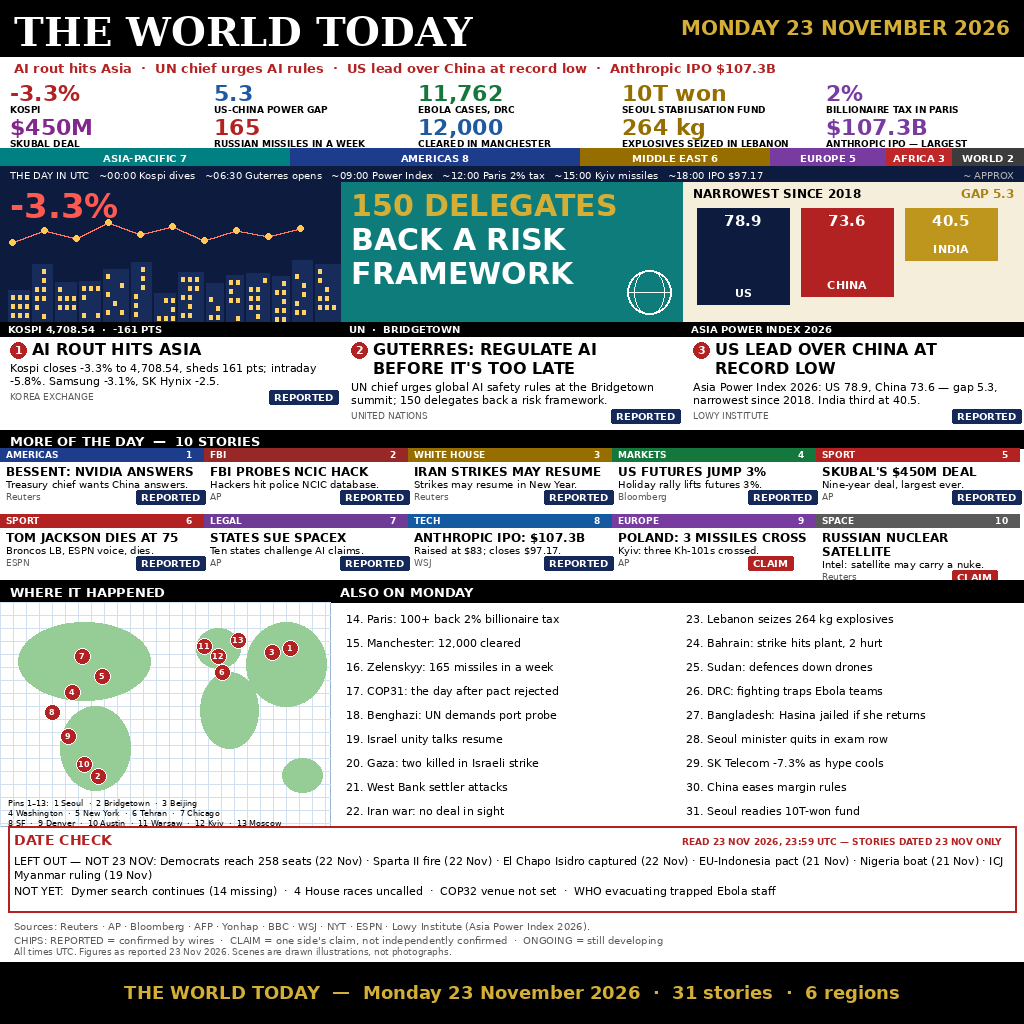 THE WORLD TODAY
MONDAY 23 NOVEMBER 2026
AI rout hits Asia · UN chief urges AI rules · US lead over China at record low · Anthropic IPO $107.3B
-3.3%
KOSPI
5.3
US-CHINA POWER GAP
11,762
EBOLA CASES, DRC
10T won
SEOUL STABILISATION FUND
2%
BILLIONAIRE TAX IN PARIS
$450M
SKUBAL DEAL
165
RUSSIAN MISSILES IN A WEEK
12,000
CLEARED IN MANCHESTER
264 kg
EXPLOSIVES SEIZED IN LEBANON
$107.3B
ANTHROPIC IPO — LARGEST
ASIA-PACIFIC 7
AMERICAS 8
MIDDLE EAST 6
EUROPE 5
AFRICA 3
WORLD 2
THE DAY IN UTC ~00:00 Kospi dives ~06:30 Guterres opens ~09:00 Power Index ~12:00 Paris 2% tax ~15:00 Kyiv missiles ~18:00 IPO $97.17
~ APPROX
-3.3%
KOSPI 4,708.54 · -161 PTS
150 DELEGATES
BACK A RISK
FRAMEWORK
UN · BRIDGETOWN
NARROWEST SINCE 2018
GAP 5.3
78.9
US
73.6
CHINA
40.5
INDIA
ASIA POWER INDEX 2026
1 AI ROUT HITS ASIA
Kospi closes -3.3% to 4,708.54, sheds 161 pts; intraday
-5.8%. Samsung -3.1%, SK Hynix -2.5.
KOREA EXCHANGE
REPORTED
2 GUTERRES: REGULATE AI
BEFORE IT'S TOO LATE
UN chief urges global AI safety rules at the Bridgetown
summit; 150 delegates back a risk framework.
UNITED NATIONS
REPORTED
3 US LEAD OVER CHINA AT
RECORD LOW
Asia Power Index 2026: US 78.9, China 73.6 — gap 5.3,
narrowest since 2018. India third at 40.5.
LOWY INSTITUTE
REPORTED
MORE OF THE DAY — 10 STORIES
AMERICAS 1
BESSENT: NVIDIA ANSWERS
Treasury chief wants China answers.
Reuters
REPORTED
FBI 2
FBI PROBES NCIC HACK
Hackers hit police NCIC database.
AP
REPORTED
WHITE HOUSE 3
IRAN STRIKES MAY RESUME
Strikes may resume in New Year.
Reuters
REPORTED
MARKETS 4
US FUTURES JUMP 3%
Holiday rally lifts futures 3%.
Bloomberg
REPORTED
SPORT 5
SKUBAL'S $450M DEAL
Nine-year deal, largest ever.
AP
REPORTED
SPORT 6
TOM JACKSON DIES AT 75
Broncos LB, ESPN voice, dies.
ESPN
REPORTED
LEGAL 7
STATES SUE SPACEX
Ten states challenge AI claims.
AP
REPORTED
TECH 8
ANTHROPIC IPO: $107.3B
Raised at $83; closes $97.17.
WSJ
REPORTED
EUROPE 9
POLAND: 3 MISSILES CROSS
Kyiv: three Kh-101s crossed.
AP
CLAIM
SPACE 10
RUSSIAN NUCLEAR
SATELLITE
Intel: satellite may carry a nuke.
Reuters
CLAIM
WHERE IT HAPPENED
7
5
4
8
9
10
2
11
12
13
6
3
1
Pins 1–13: 1 Seoul · 2 Bridgetown · 3 Beijing
4 Washington · 5 New York · 6 Tehran · 7 Chicago
8 SF · 9 Denver · 10 Austin · 11 Warsaw · 12 Kyiv · 13 Moscow
ALSO ON MONDAY
14. Paris: 100+ back 2% billionaire tax
15. Manchester: 12,000 cleared
16. Zelenskyy: 165 missiles in a week
17. COP31: the day after pact rejected
18. Benghazi: UN demands port probe
19. Israel unity talks resume
20. Gaza: two killed in Israeli strike
21. West Bank settler attacks
22. Iran war: no deal in sight
23. Lebanon seizes 264 kg explosives
24. Bahrain: strike hits plant, 2 hurt
25. Sudan: defences down drones
26. DRC: fighting traps Ebola teams
27. Bangladesh: Hasina jailed if she returns
28. Seoul minister quits in exam row
29. SK Telecom -7.3% as hype cools
30. China eases margin rules
31. Seoul readies 10T-won fund
DATE CHECK
READ 23 NOV 2026, 23:59 UTC — STORIES DATED 23 NOV ONLY
LEFT OUT — NOT 23 NOV: Democrats reach 258 seats (22 Nov) · Sparta II fire (22 Nov) · El Chapo Isidro captured (22 Nov) · EU-Indonesia pact (21 Nov) · Nigeria boat (21 Nov) · ICJ
Myanmar ruling (19 Nov)
NOT YET: Dymer search continues (14 missing) · 4 House races uncalled · COP32 venue not set · WHO evacuating trapped Ebola staff
Sources: Reuters · AP · Bloomberg · AFP · Yonhap · BBC · WSJ · NYT · ESPN · Lowy Institute (Asia Power Index 2026).
CHIPS: REPORTED = confirmed by wires · CLAIM = one side's claim, not independently confirmed · ONGOING = still developing
All times UTC. Figures as reported 23 Nov 2026. Scenes are drawn illustrations, not photographs.
THE WORLD TODAY — Monday 23 November 2026 · 31 stories · 6 regions